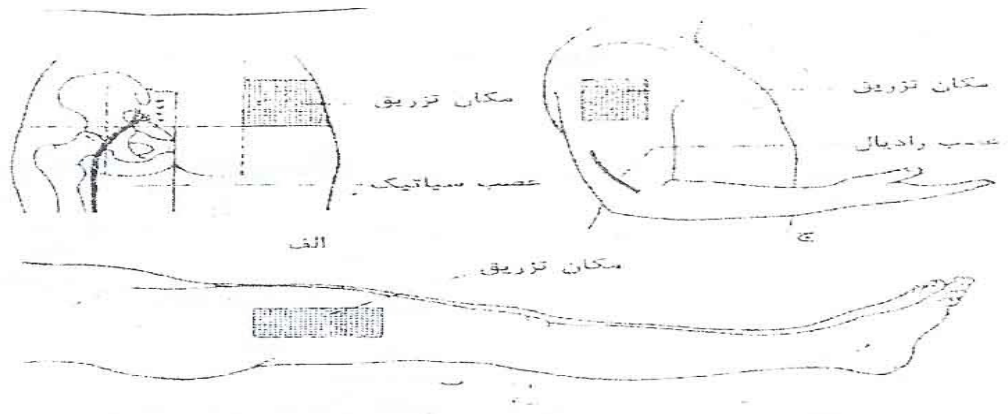 مکان تزریق
عصب سیاتیک
الف
مکان تزریق
عصب رادیال
ج
مکان تزریق
ب